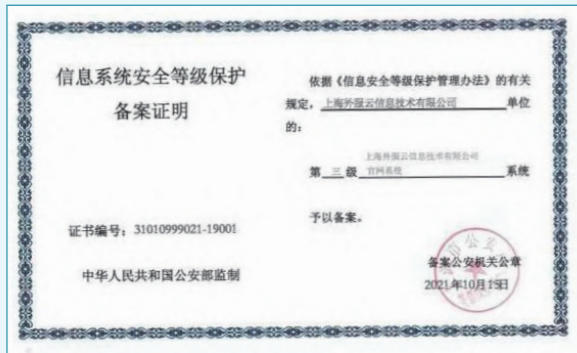 信息系统安全等级保护
备案证明
证书编号：31010999021-19001
中华人民共和国公安部监制
依据《信息安全等级保护管理办法》的有关
规定，上海外服云信息技术有限公司单位
的：
上海外服云信息技术有限公司
第三级官网系统系统
予以备案。
备案公安机关公章
2021年10月15日